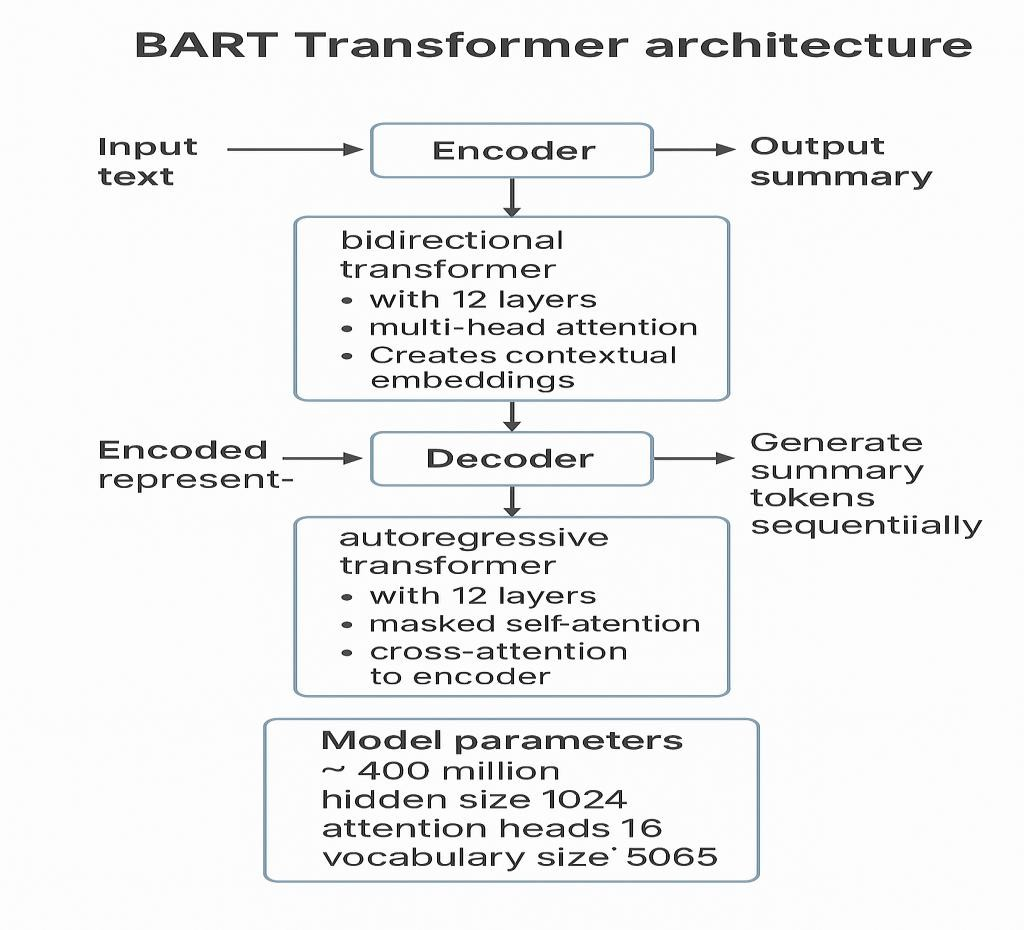 BART Transformer architecture
Input
text
Encoder
Output
summary
bidirectional
transformer
• with 12 layers
• multi-head attention
• Creates contextual
embeddings
Encoded
represent-
Decoder
Generate
summary
tokens
sequentiially
autoregressive
transformer
• with 12 layers
• masked self-atention
• cross-attention
to encoder
Model parameters
~ 400 million
hidden size 1024
attention heads 16
vocabulary size˙ 5065